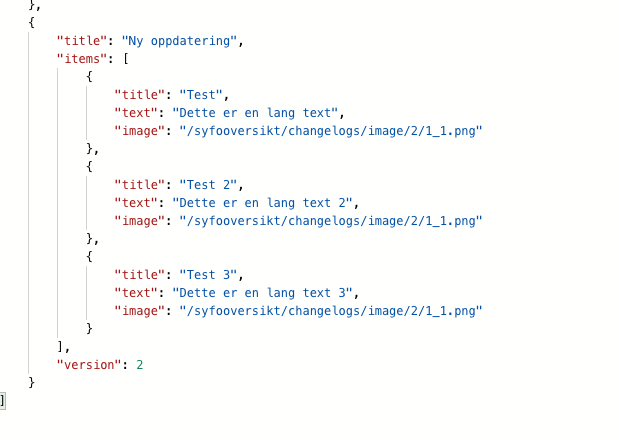 },
{
"title": "Ny oppdatering",
"items": [
{
"title": "Test",
"text": "Dette er en lang text",
"image": "/syfooversikt/changelogs/image/2/1_1.png"
},
{
"title": "Test 2",
"text": "Dette er en lang text 2",
"image": "/syfooversikt/changelogs/image/2/1_1.png"
},
{
"title": "Test 3",
"text": "Dette er en lang text 3",
"image": "/syfooversikt/changelogs/image/2/1_1.png"
}
],
"version": 2
}
]